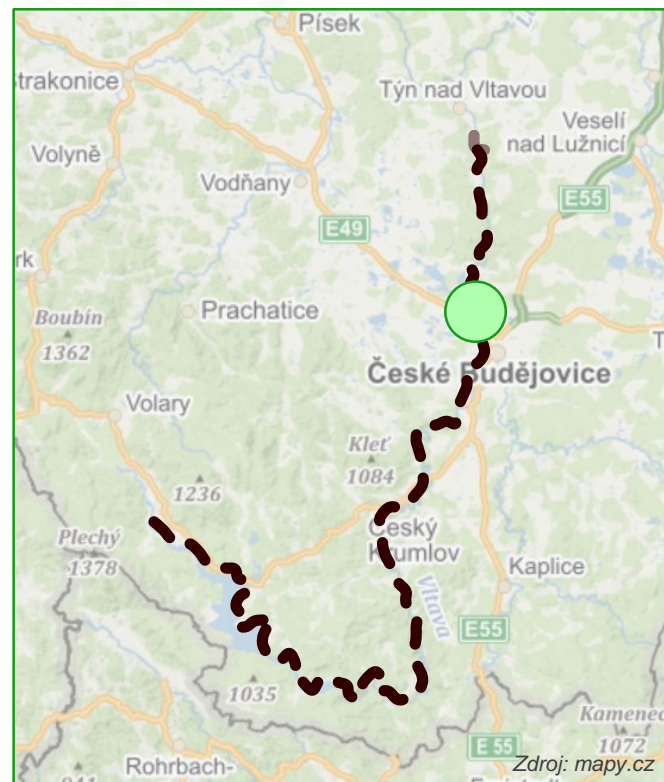 Písek
Strakonice
Týn nad Vltavou
Veselí
nad Lužnicí
Volyně
Vodňany
E55
E49
rk
Prachatice
Boubín
1362
T
České Budějovice
Volary
Kleť
1084
1236
Český
Krumlov
Plechý
1378
Kaplice
Vltava
E55
1035
Kamenec
1072
E 55
Rohrbach-
Zdroj: mapy.cz